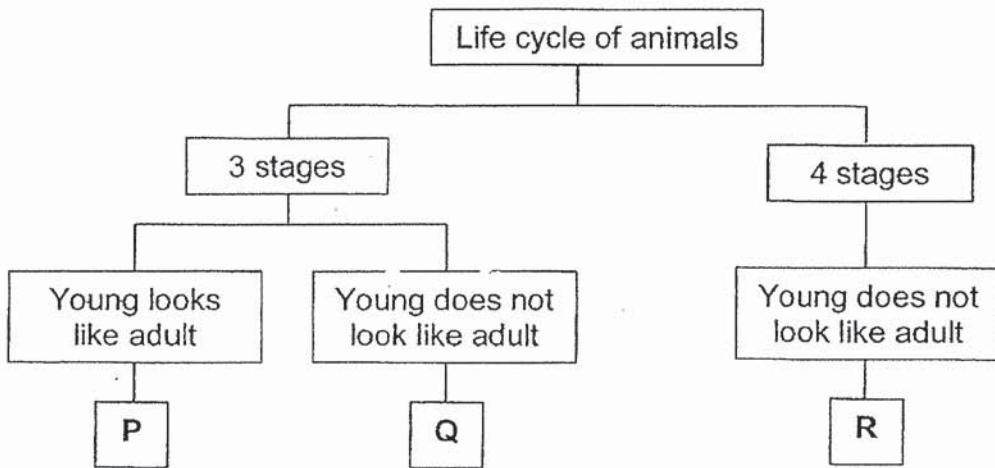 Life cycle of animals
3 stages
4 stages
Young looks
like adult
Young does not
look like adult
Young does not
look like adult
P
Q
R